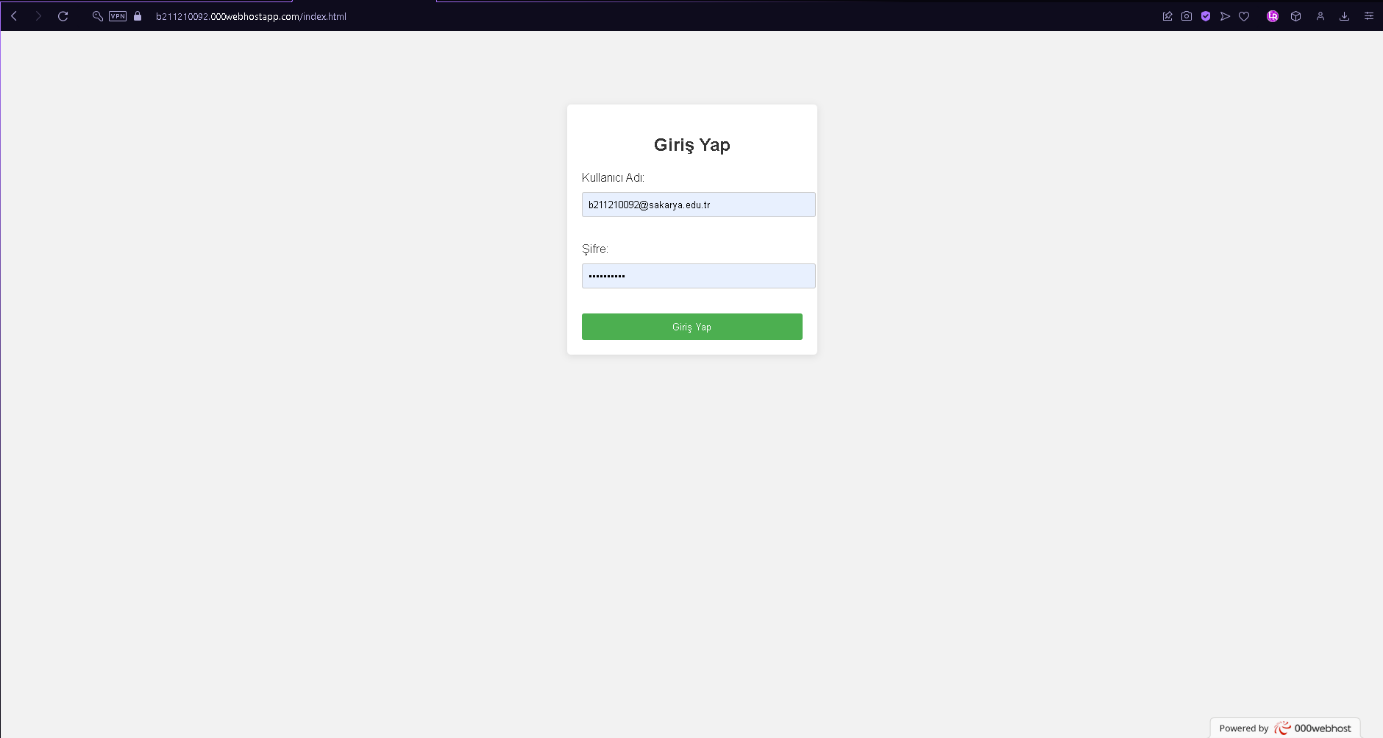 VPN
b211210092.000webhostapp.com/index.html
Giriş Yap
Kullanıcı Adı:
b211210092@sakarya.edu.tr
Şifre:
••••••••••
Giriş Yap
Powered by 000webhost